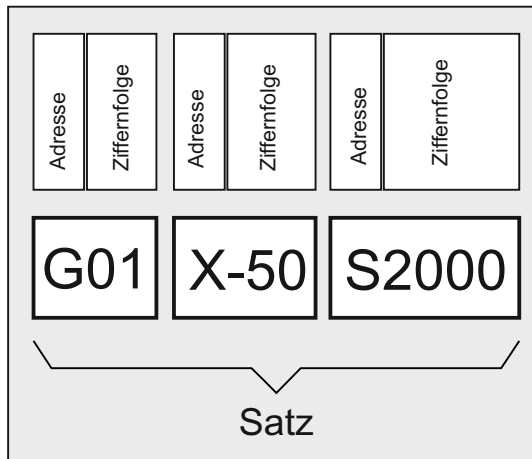 Adresse
Ziffernfolge
Adresse
Ziffernfolge
Adresse
Ziffernfolge
G01
X-50
S2000
Satz